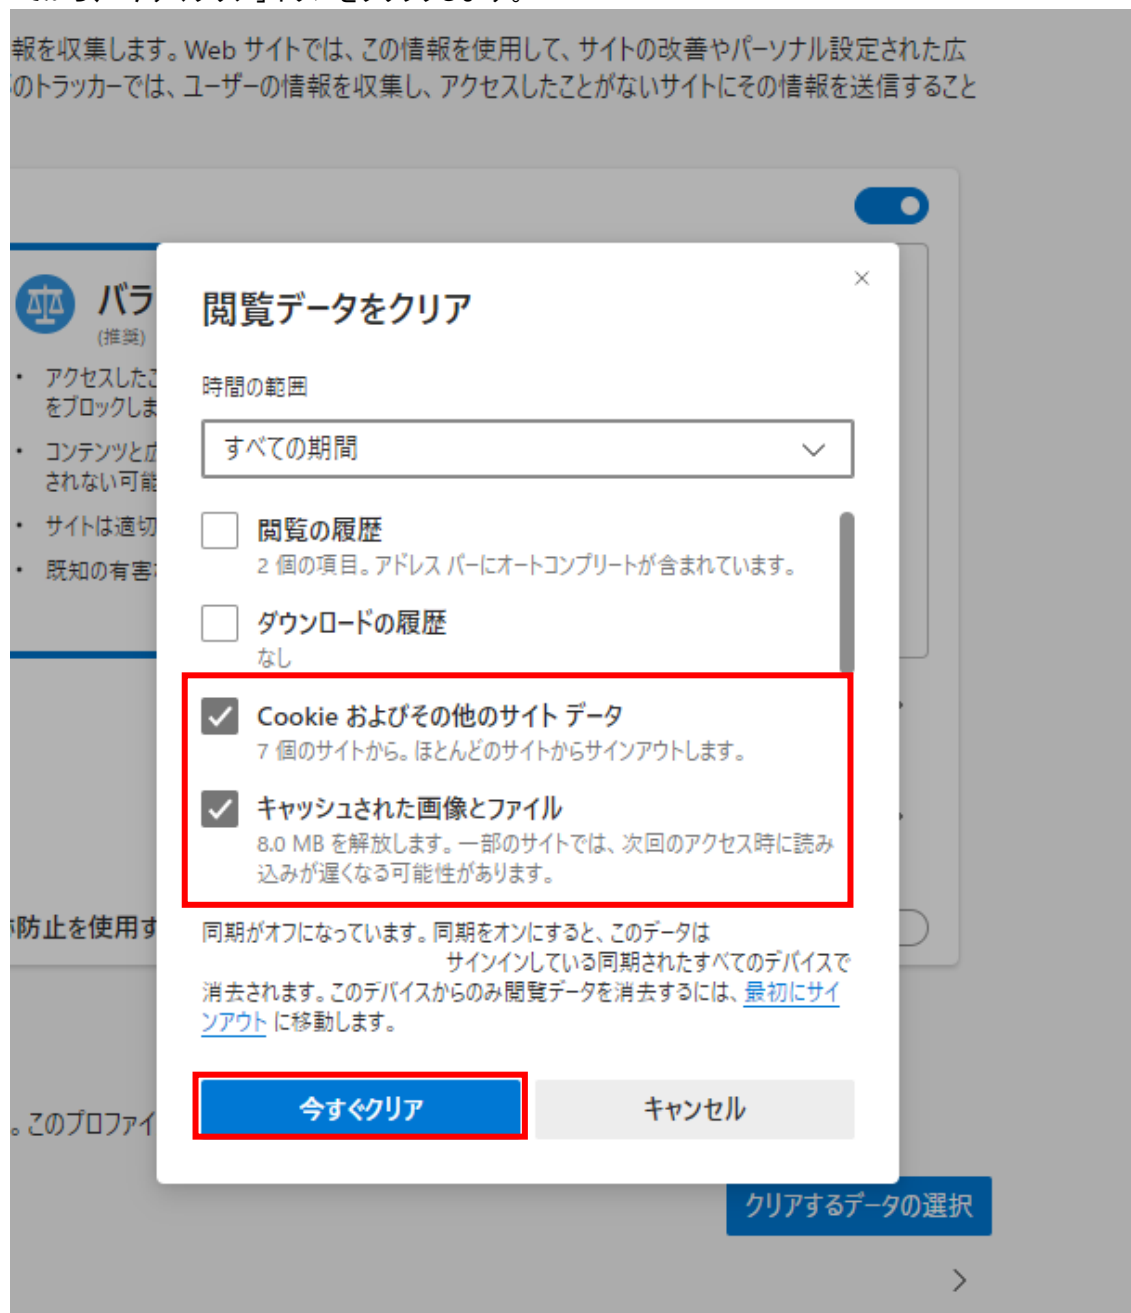 報を収集します。Web サイトでは、この情報を使用して、サイトの改善やパーソナル設定された広
のトラッカーでは、ユーザーの情報を収集し、アクセスしたことがないサイトにその情報を送信すること
バラ
(推奨)
・ アクセスしたこ
をブロックしま
・ コンテンツと広
されない可能
・ サイトは適切
・ 既知の有害
閲覧データをクリア
時間の範囲
すべての期間
閲覧の履歴
2 個の項目。アドレス バーにオートコンプリートが含まれています。
ダウンロードの履歴
なし
Cookie およびその他のサイト データ
7 個のサイトから。ほとんどのサイトからサインアウトします。
キャッシュされた画像とファイル
8.0 MB を解放します。一部のサイトでは、次回のアクセス時に読み
込みが遅くなる可能性があります。
防止を使用す
同期がオフになっています。同期をオンにすると、このデータは
サインインしている同期されたすべてのデバイスで
消去されます。このデバイスからのみ閲覧データを消去するには、最初にサイ
ンアウト に移動します。
今すぐクリア
キャンセル
。このプロファイ
クリアするデータの選択